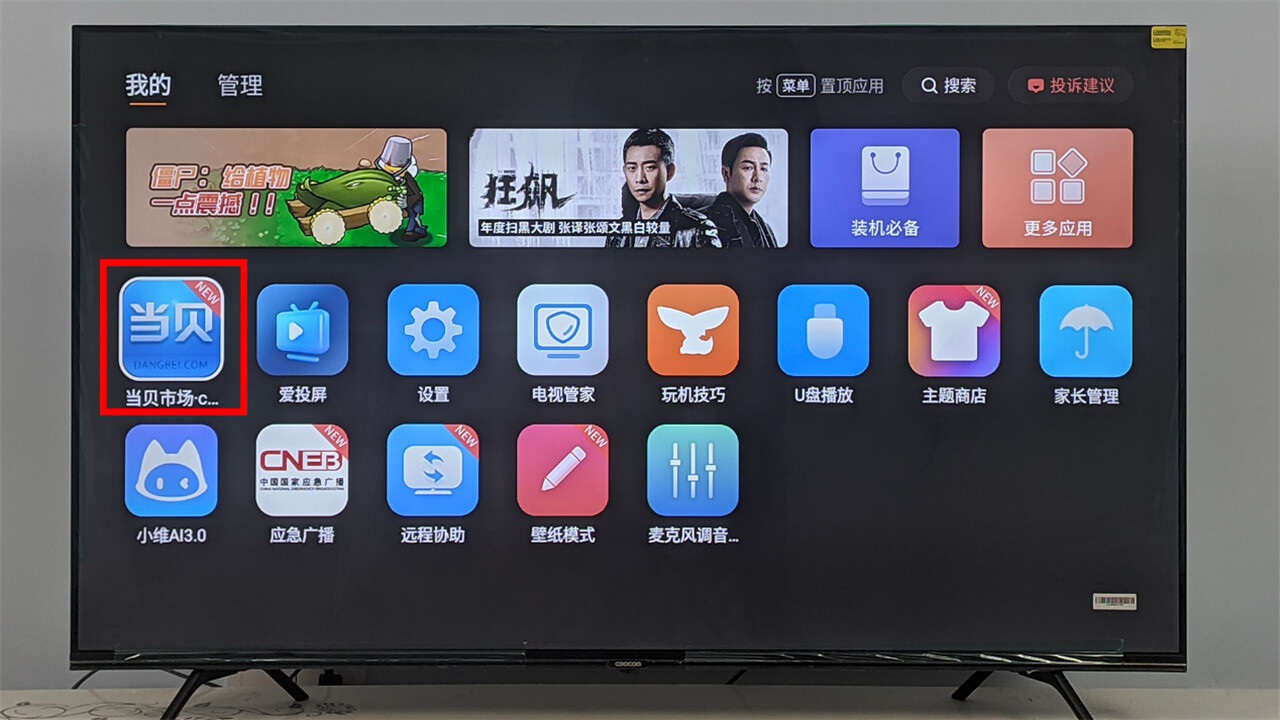 我的
管理
按 菜单 置顶应用
搜索
投诉建议
僵尸：给植物
一点震撼！！
狂飙
年度扫黑大剧 张译张颂文黑白较量
装机必备
更多应用
NEW
当贝
DANGBEI.COM
当贝市场·c...
爱投屏
设置
电视管家
玩机技巧
U盘播放
NEW
主题商店
家长管理
小维AI3.0
NEW
CNEB
中国国家应急广播
CHINA NATIONAL EMERGENCY BROADCASTING
应急广播
NEW
远程协助
NEW
壁纸模式
麦克风调音...
coocaa